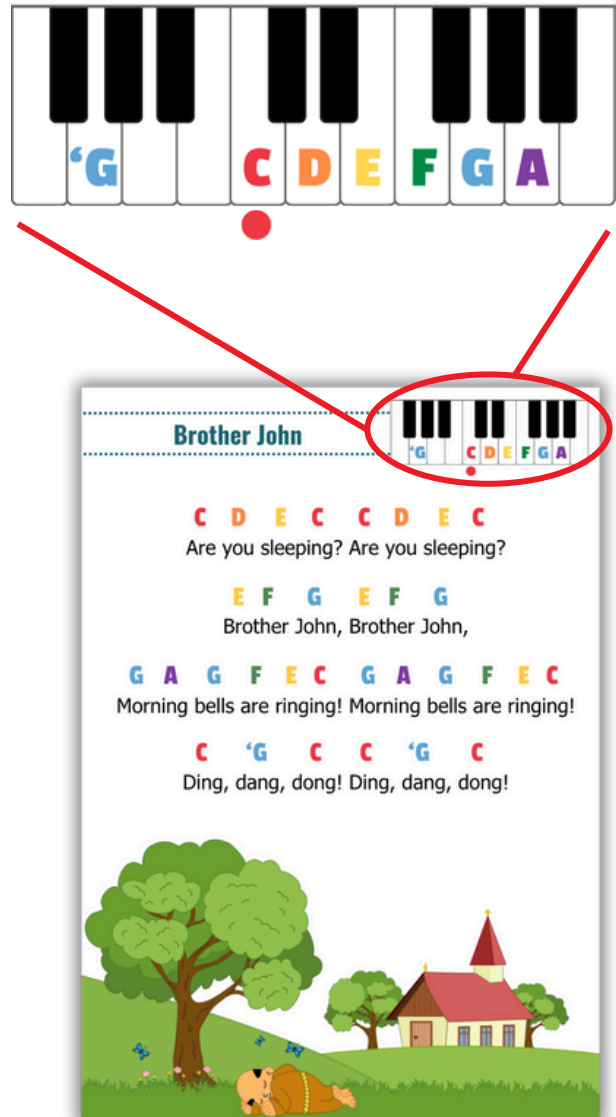 ‘G C D E F G A
Brother John
‘G C D E F G A
C D E C C D E C
Are you sleeping? Are you sleeping?
E F G E F G
Brother John, Brother John,
G A G F E C G A G F E C
Morning bells are ringing! Morning bells are ringing!
C ‘G C C ‘G C
Ding, dang, dong! Ding, dang, dong!